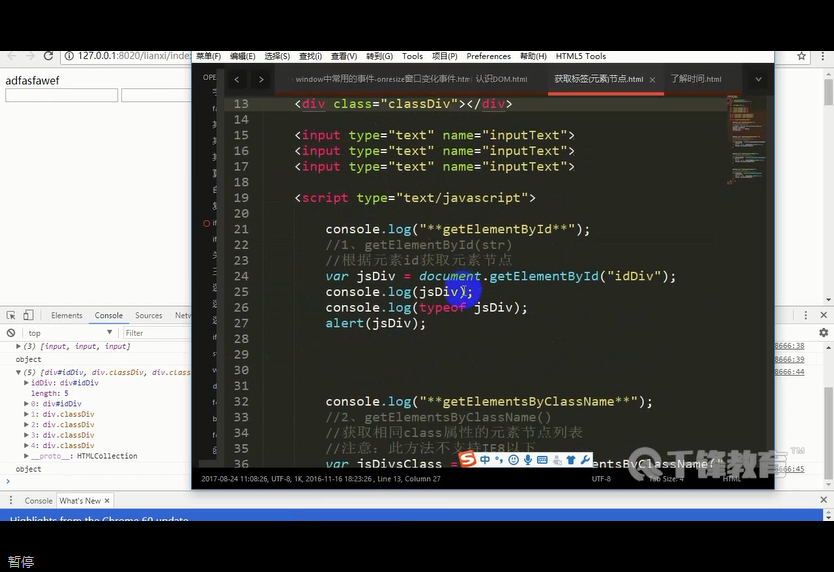 127.0.0.1:8020/lianxi/index
adfasfawef
菜单(F) 编辑(E) 选择(S) 查找(I) 查看(V) 转到(G) Tools 项目(P) Preferences 帮助(H) HTML5 Tools
OPE
window中常用的事件-onresize窗口变化事件.htm 认识DOM.html 获取标签(元素)节点.html × 了解时间.html
13 <div class="classDiv"></div>
14
15 <input type="text" name="inputText">
16 <input type="text" name="inputText">
17 <input type="text" name="inputText">
18
19 <script type="text/javascript">
20
21 console.log("**getElementById**");
22 //1、getElementById(str)
23 //根据元素id获取元素节点
24 var jsDiv = document.getElementById("idDiv");
25 console.log(jsDiv);
26 console.log(typeof jsDiv);
27 alert(jsDiv);
28
29
30
31
32 console.log("**getElementsByClassName**");
33 //2、getElementsByClassName()
34 //获取相同class属性的元素节点列表
35 //注意：此方法不支持IE8以下
36 var jsDivsClass = ementsByClassName("
2017-08-24 11:08:26, UTF-8, 1K, 2016-11-16 18:23:26 , Line 13, Column 27 UTF-8 Tab Size: 4 HTML
中
千锋教育 TM
Elements Console Sources Netw
top Filter
(3) [input, input, input] 8666:38
object 8666:39
(5) [div#idDiv, div.classDiv, div.class 8666:44
idDiv: div#idDiv
length: 5
0: div#idDiv
1: div.classDiv
2: div.classDiv
3: div.classDiv
4: div.classDiv
__proto__: HTMLCollection
object 8666:45
Console What's New ×
Highlights from the Chrome 60 update
暂停